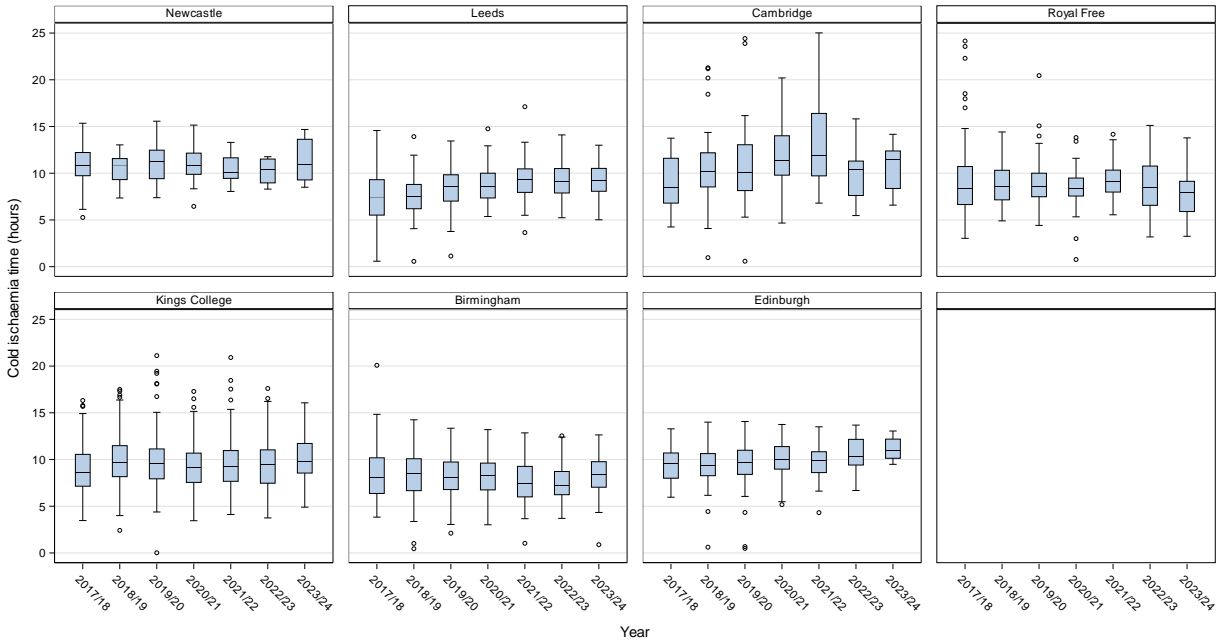 Newcastle Leeds Cambridge Royal Free
25
20
15
10
5
0
Kings College Birmingham Edinburgh
25
20
15
10
5
0
Cold ischaemia time (hours)
2017/18 2018/19 2019/20 2020/21 2021/22 2022/23 2023/24 2017/18 2018/19 2019/20 2020/21 2021/22 2022/23 2023/24 2017/18 2018/19 2019/20 2020/21 2021/22 2022/23 2023/24 2017/18 2018/19 2019/20 2020/21 2021/22 2022/23 2023/24
Year